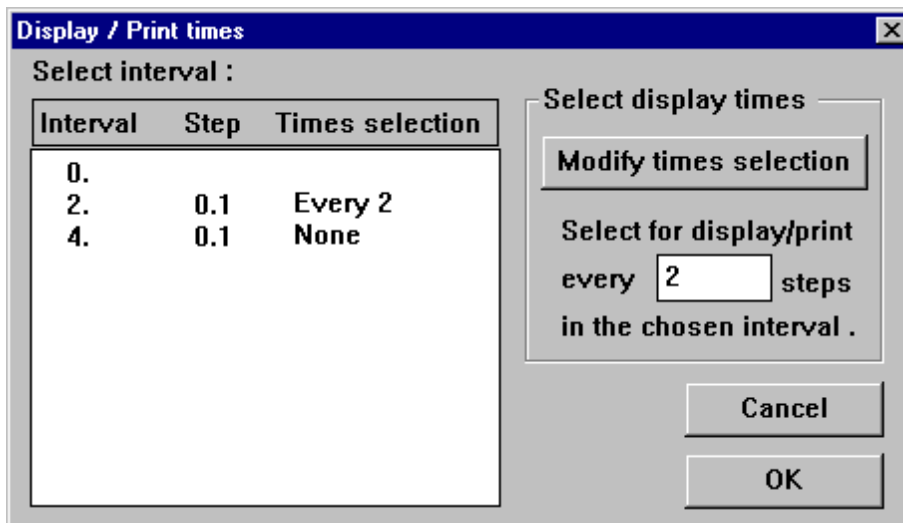 Display / Print times
Select interval :
Interval Step Times selection
0.
2. 0.1 Every 2
4. 0.1 None
Select display times
Modify times selection
Select for display/print
every 2 steps
in the chosen interval .
Cancel
OK